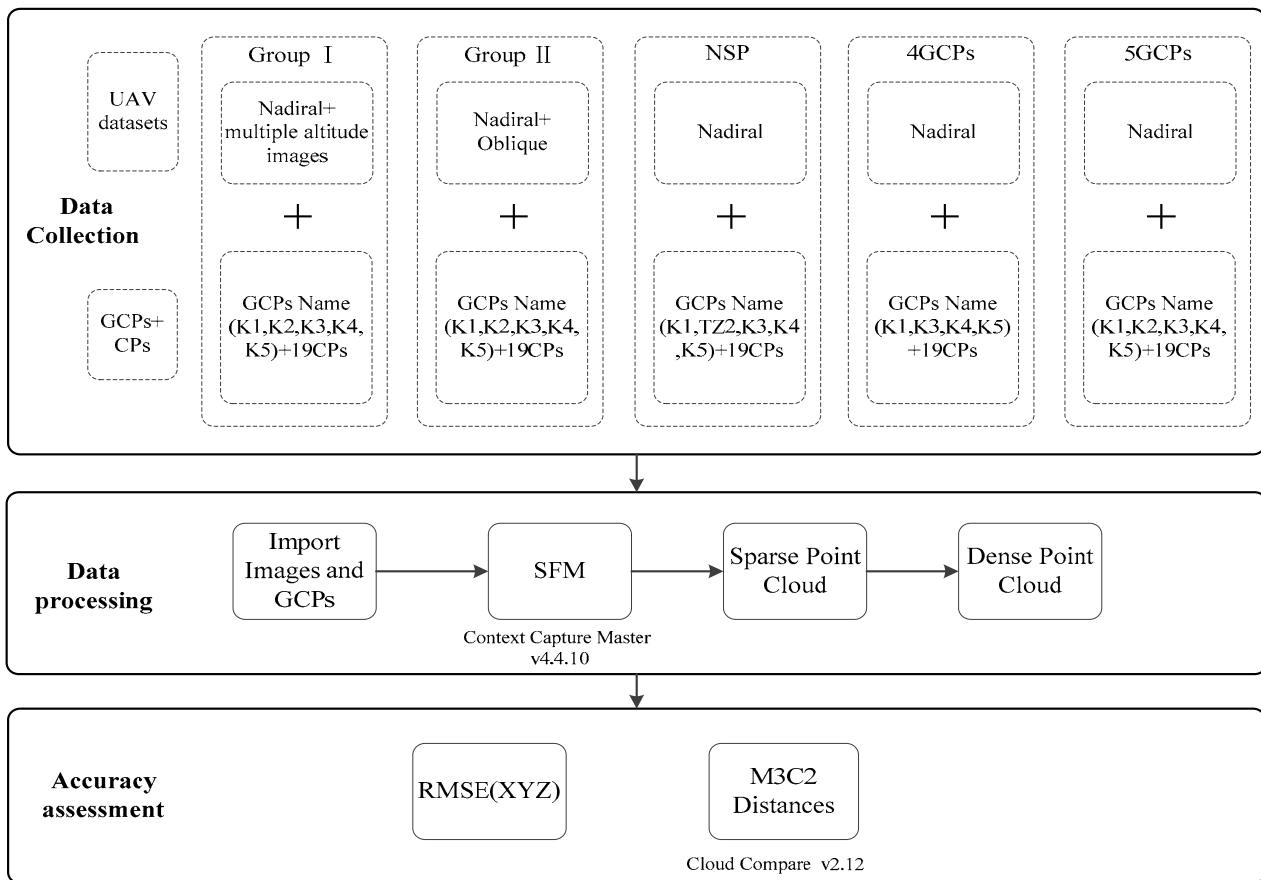 Group Ⅰ
Group Ⅱ
NSP
4GCPs
5GCPs
UAV
datasets
Nadiral+
multiple altitude
images
Nadiral+
Oblique
Nadiral
Nadiral
Nadiral
Data
Collection
+
+
+
+
+
GCPs+
CPs
GCPs Name
(K1,K2,K3,K4,
K5)+19CPs
GCPs Name
(K1,K2,K3,K4,
K5)+19CPs
GCPs Name
(K1,TZ2,K3,K4
,K5)+19CPs
GCPs Name
(K1,K3,K4,K5)
+19CPs
GCPs Name
(K1,K2,K3,K4,
K5)+19CPs
Data
processing
Import
Images and
GCPs
SFM
Sparse Point
Cloud
Dense Point
Cloud
Context Capture Master
v4.4.10
Accuracy
assessment
RMSE(XYZ)
M3C2
Distances
Cloud Compare v2.12